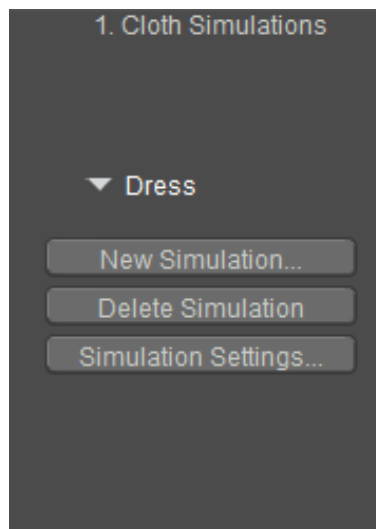 1. Cloth Simulations
Dress
New Simulation...
Delete Simulation
Simulation Settings...